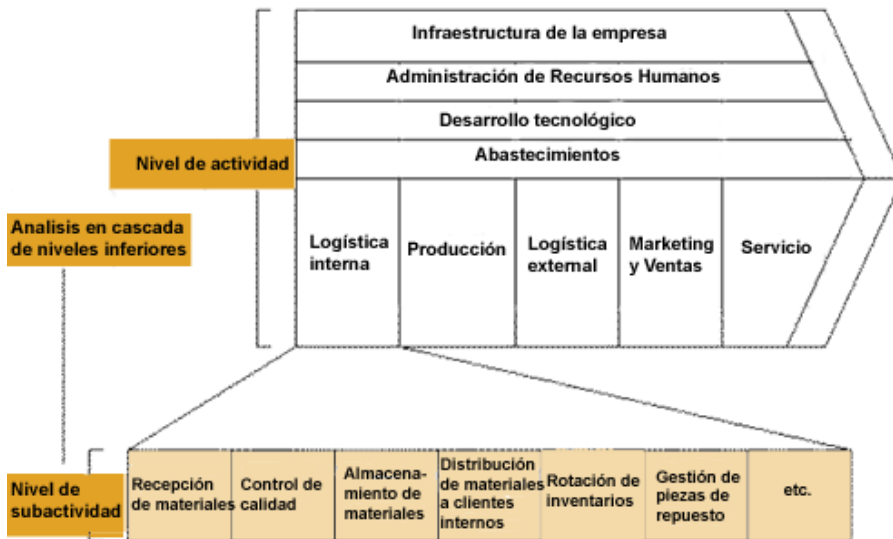 Infraestructura de la empresa
Administración de Recursos Humanos
Desarrollo tecnológico
Abastecimientos
Nivel de actividad
Analisis en cascada
de niveles inferiores
Logística
interna
Producción
Logística
external
Marketing
y Ventas
Servicio
Nivel de
subactividad
Recepción
de materiales
Control de
calidad
Almacena-
miento de
materiales
Distribución
de materiales
a clientes
internos
Rotación de
inventarios
Gestión de
piezas de
repuesto
etc.